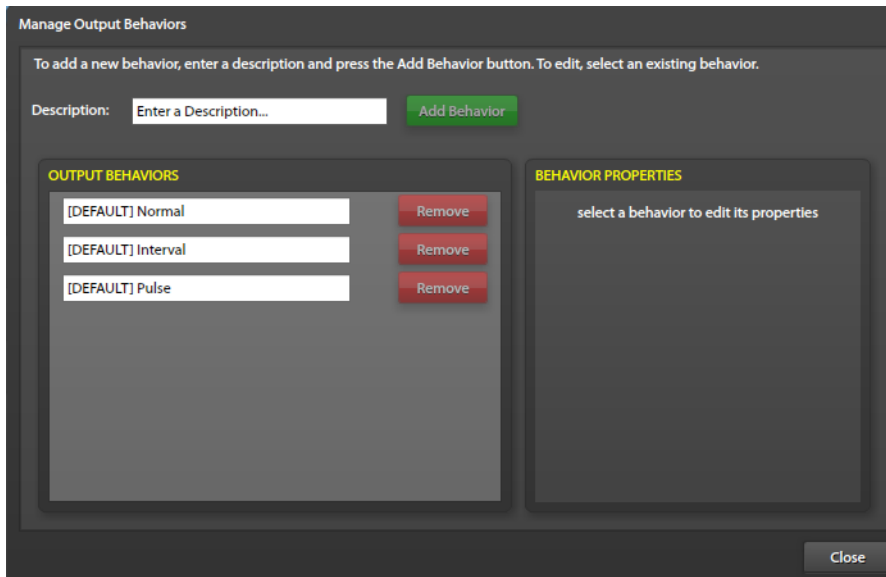 Manage Output Behaviors
To add a new behavior, enter a description and press the Add Behavior button. To edit, select an existing behavior.
Description:
Enter a Description...
Add Behavior
OUTPUT BEHAVIORS
[DEFAULT] Normal
Remove
[DEFAULT] Interval
Remove
[DEFAULT] Pulse
Remove
BEHAVIOR PROPERTIES
select a behavior to edit its properties
Close